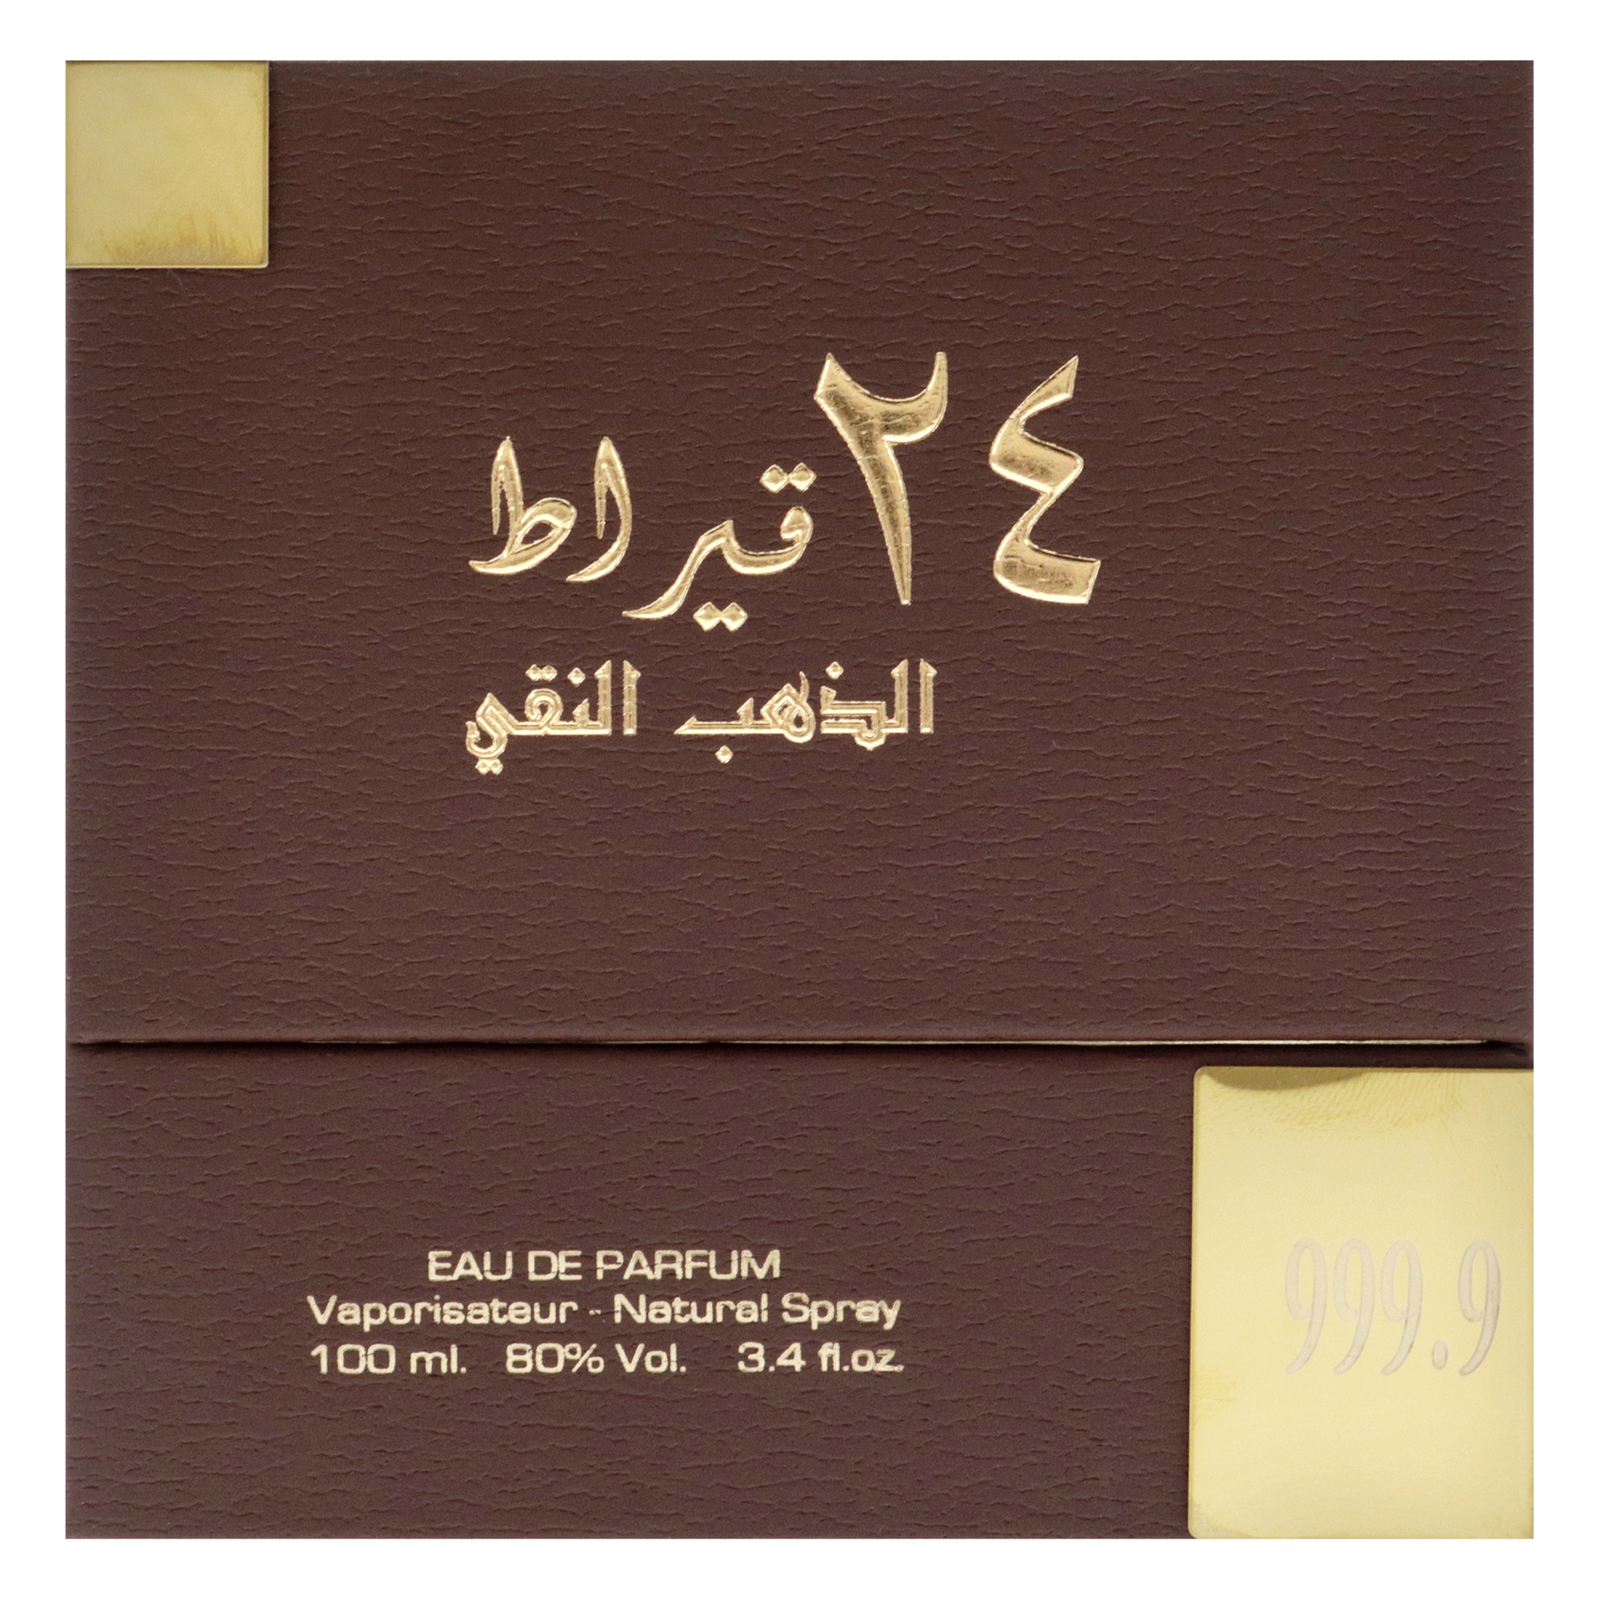 ٢٤ قيراط
الذهب النقي
EAU DE PARFUM
Vaporisateur - Natural Spray
100 ml. 80% Vol. 3.4 fl.oz.
999.9